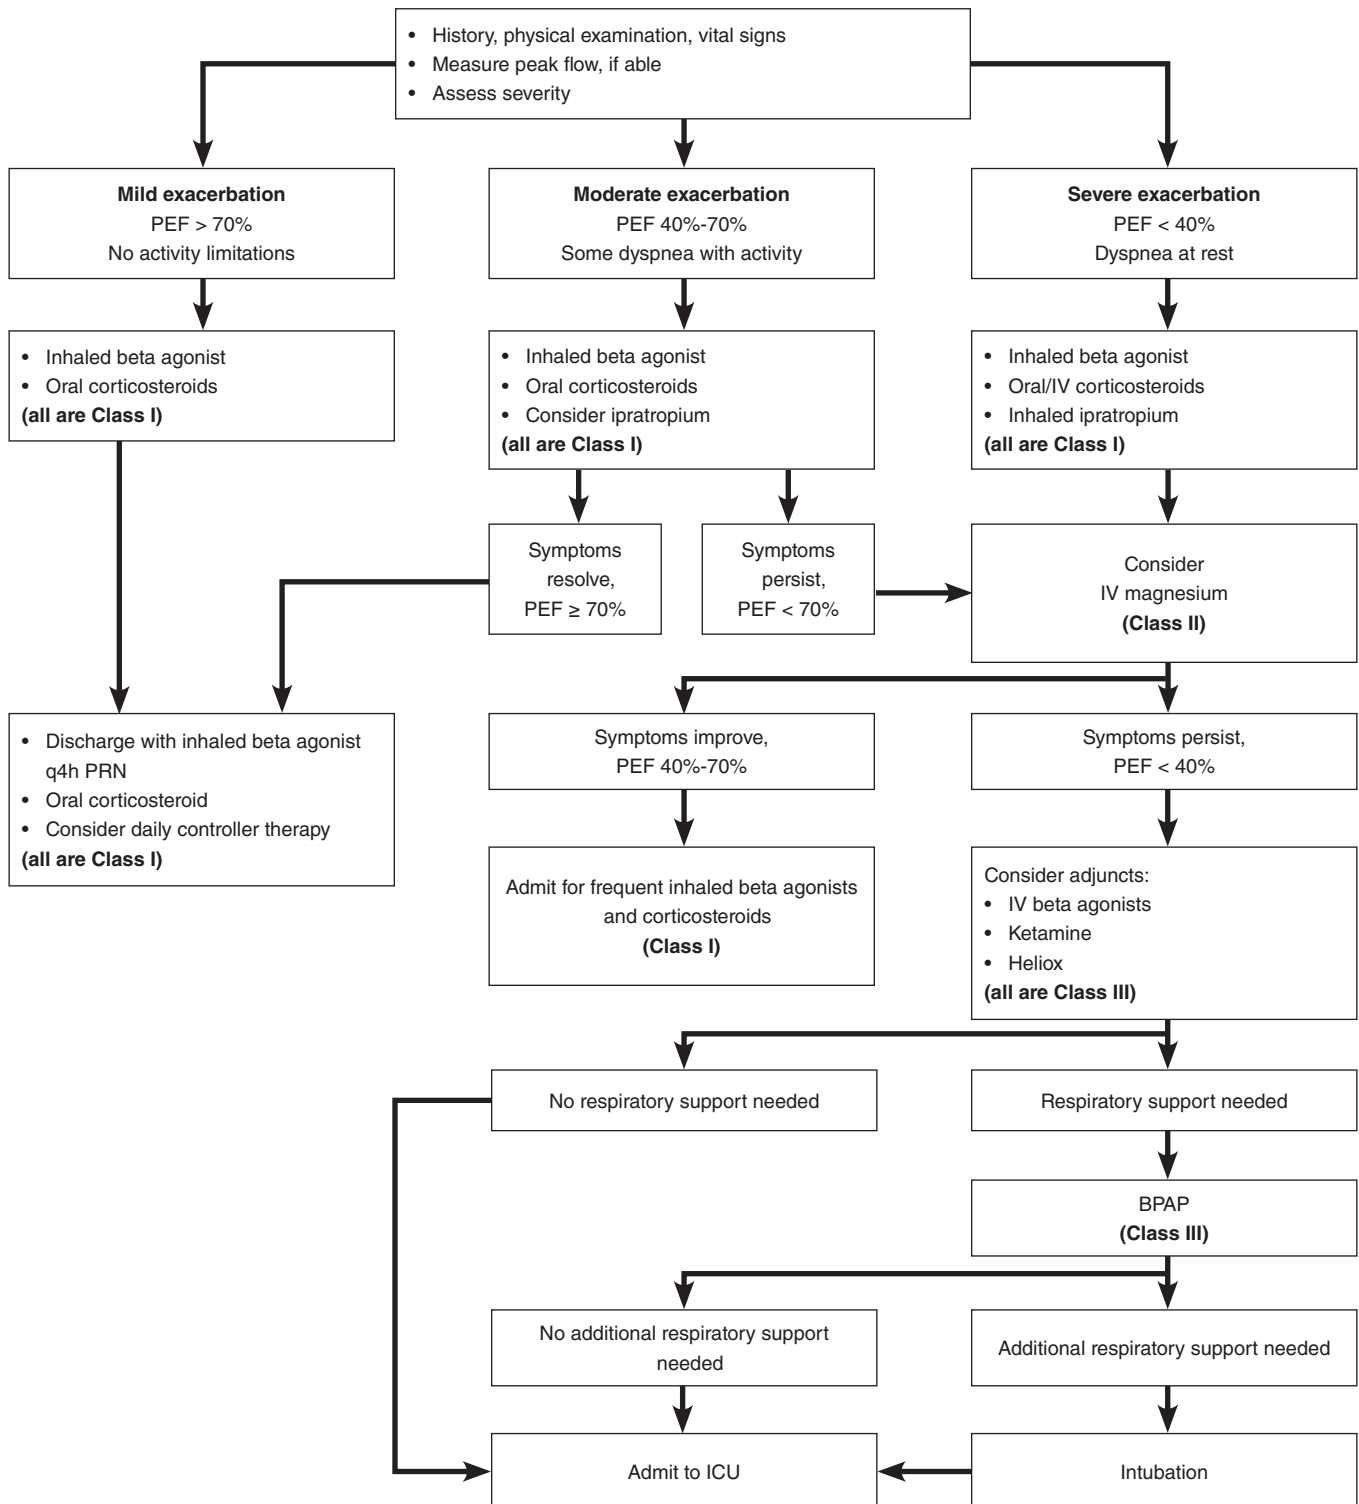 • History, physical examination, vital signs
• Measure peak flow, if able
• Assess severity
Mild exacerbation
PEF > 70%
No activity limitations
Moderate exacerbation
PEF 40%-70%
Some dyspnea with activity
Severe exacerbation
PEF < 40%
Dyspnea at rest
• Inhaled beta agonist
• Oral corticosteroids
(all are Class I)
• Inhaled beta agonist
• Oral corticosteroids
• Consider ipratropium
(all are Class I)
• Inhaled beta agonist
• Oral/IV corticosteroids
• Inhaled ipratropium
(all are Class I)
Symptoms
resolve,
PEF ≥ 70%
Symptoms
persist,
PEF < 70%
Consider
IV magnesium
(Class II)
• Discharge with inhaled beta agonist
q4h PRN
• Oral corticosteroid
• Consider daily controller therapy
(all are Class I)
Symptoms improve,
PEF 40%-70%
Symptoms persist,
PEF < 40%
Admit for frequent inhaled beta agonists
and corticosteroids
(Class I)
Consider adjuncts:
• IV beta agonists
• Ketamine
• Heliox
(all are Class III)
No respiratory support needed
Respiratory support needed
BPAP
(Class III)
No additional respiratory support
needed
Additional respiratory support needed
Admit to ICU
Intubation